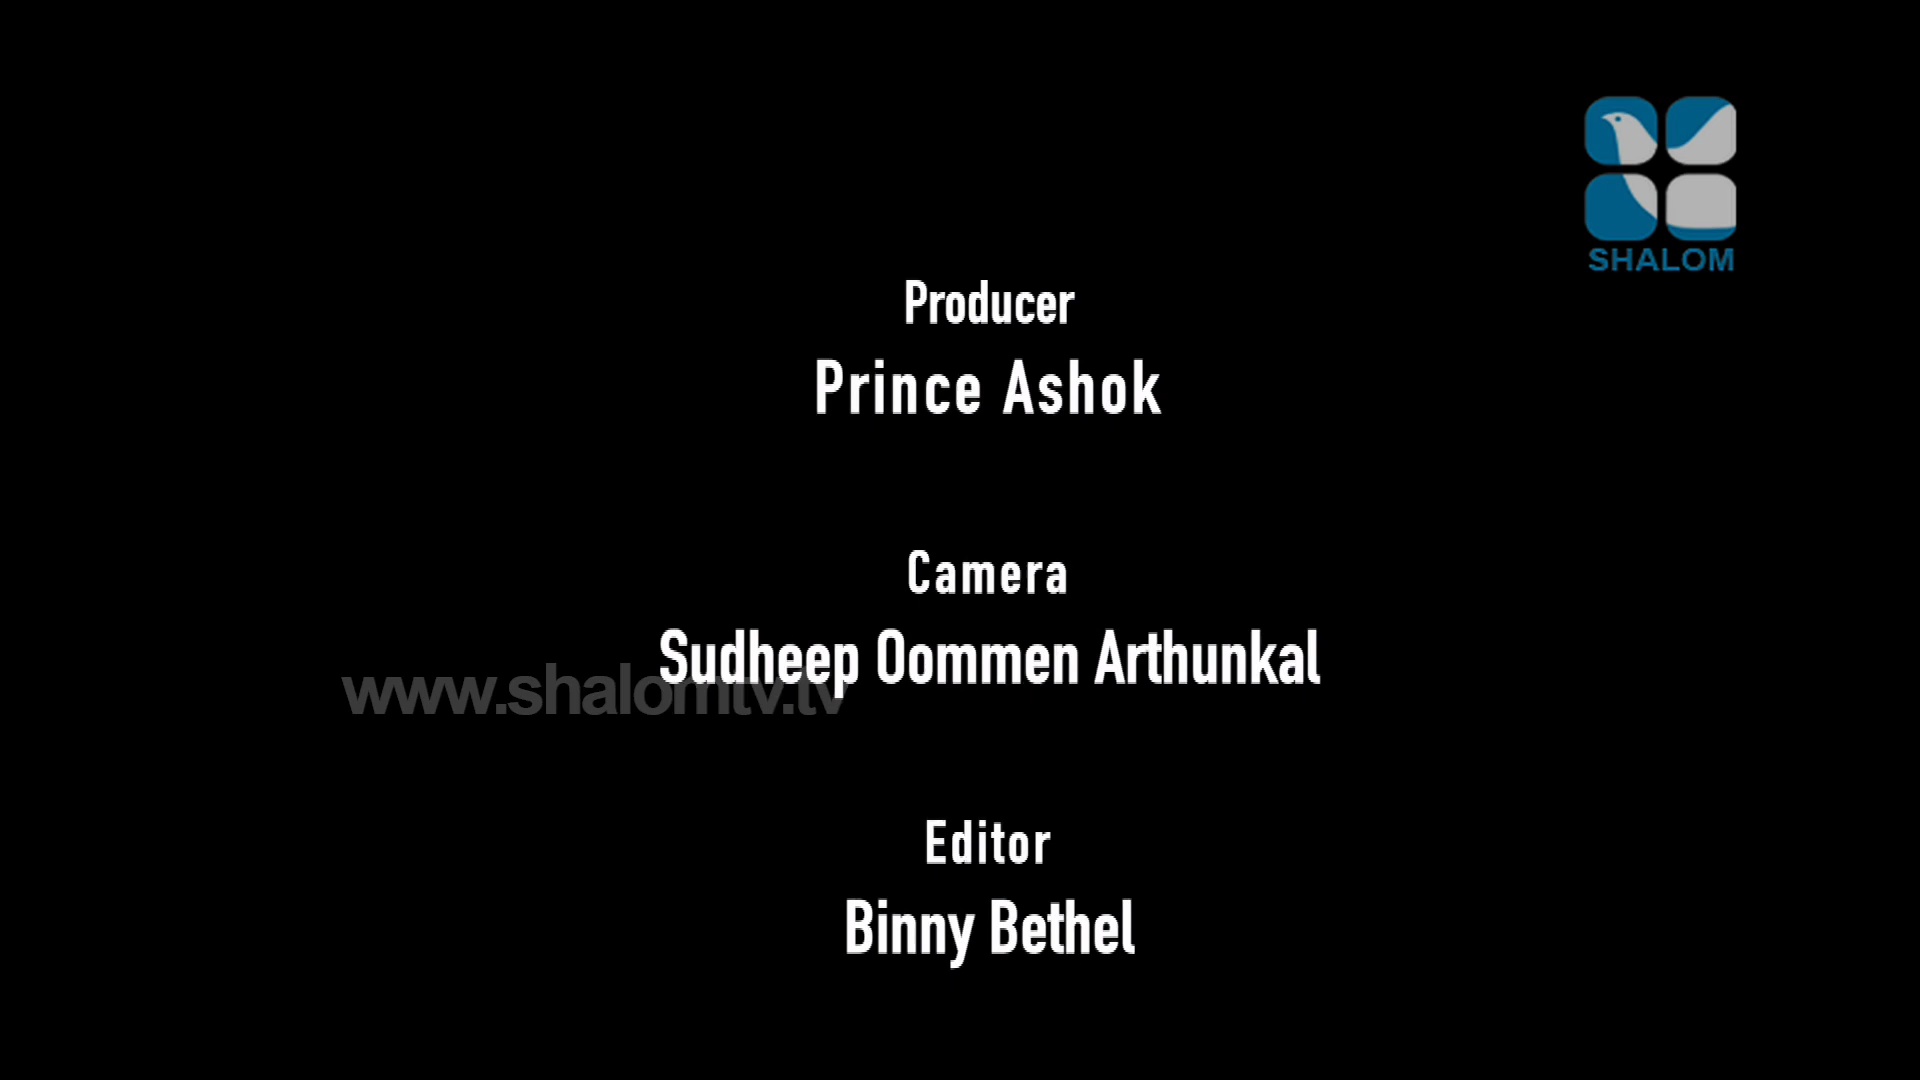 SHALOM
Producer
Prince Ashok
Camera
Sudheep Oommen Arthunkal
www.shalomtv.tv
Editor
Binny Bethel